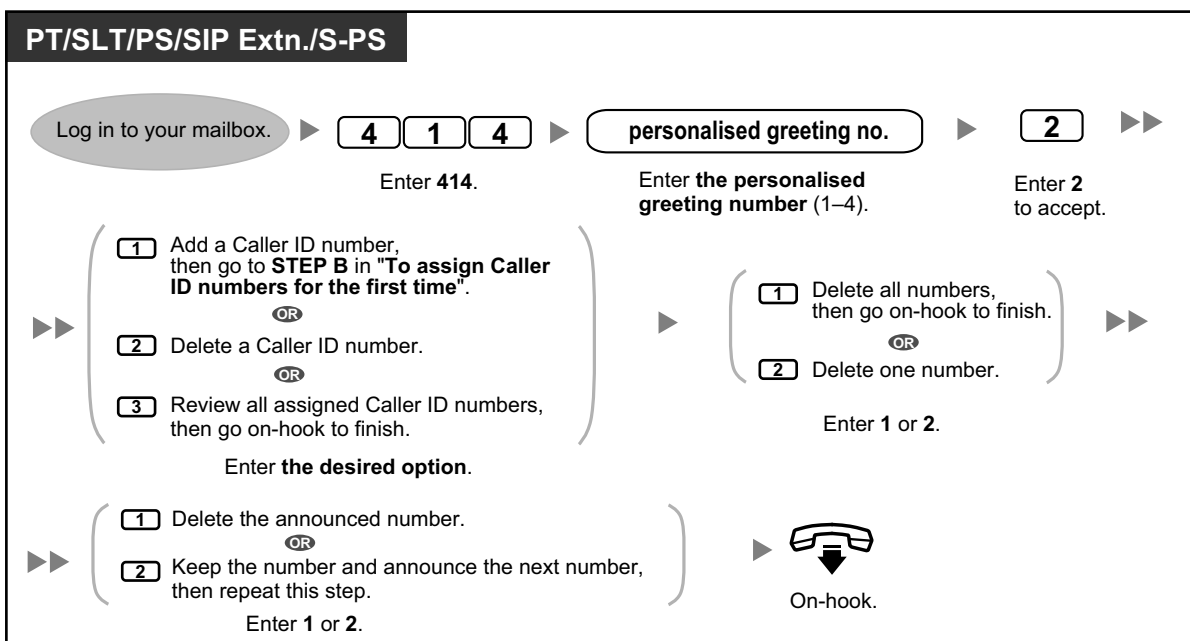 PT/SLT/PS/SIP Extn./S-PS
Log in to your mailbox.
4 1 4
personalised greeting no.
2
Enter 414.
Enter the personalised
greeting number (1–4).
Enter 2
to accept.
1 Add a Caller ID number,
then go to STEP B in "To assign Caller
ID numbers for the first time".
OR
2 Delete a Caller ID number.
OR
3 Review all assigned Caller ID numbers,
then go on-hook to finish.
Enter the desired option.
1 Delete all numbers,
then go on-hook to finish.
OR
2 Delete one number.
Enter 1 or 2.
1 Delete the announced number.
OR
2 Keep the number and announce the next number,
then repeat this step.
Enter 1 or 2.
On-hook.